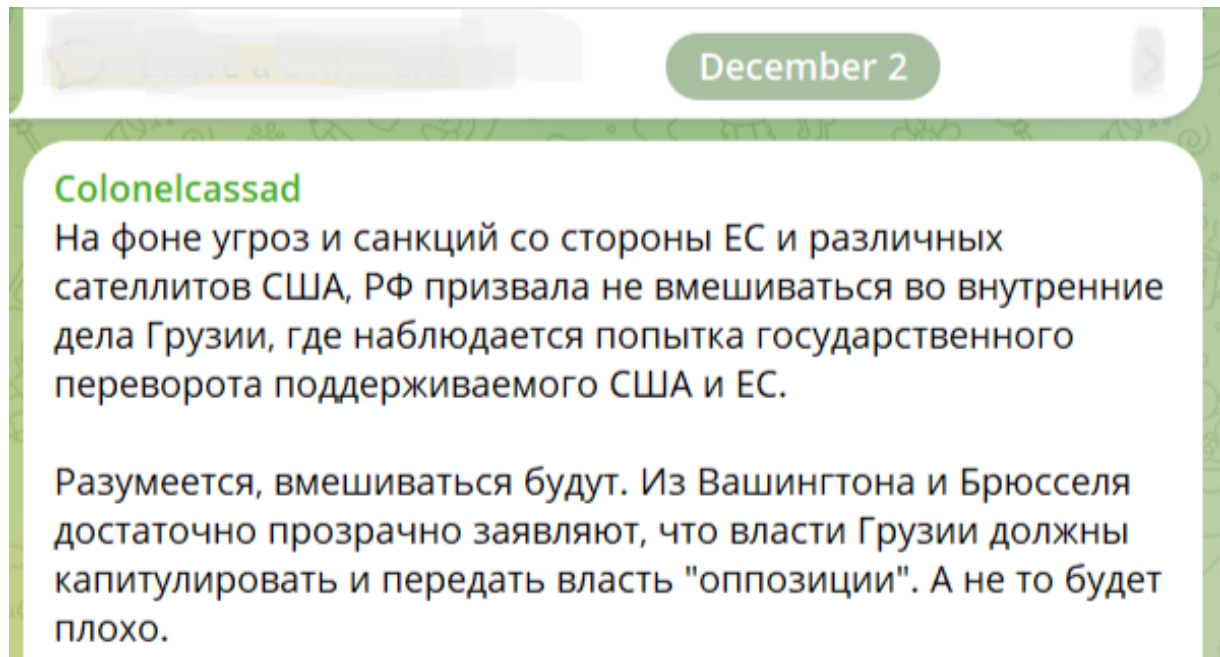 December 2
Colonelcassad
На фоне угроз и санкций со стороны ЕС и различных
сателлитов США, РФ призвала не вмешиваться во внутренние
дела Грузии, где наблюдается попытка государственного
переворота поддерживаемого США и ЕС.
Разумеется, вмешиваться будут. Из Вашингтона и Брюсселя
достаточно прозрачно заявляют, что власти Грузии должны
капитулировать и передать власть "оппозиции". А не то будет
плохо.